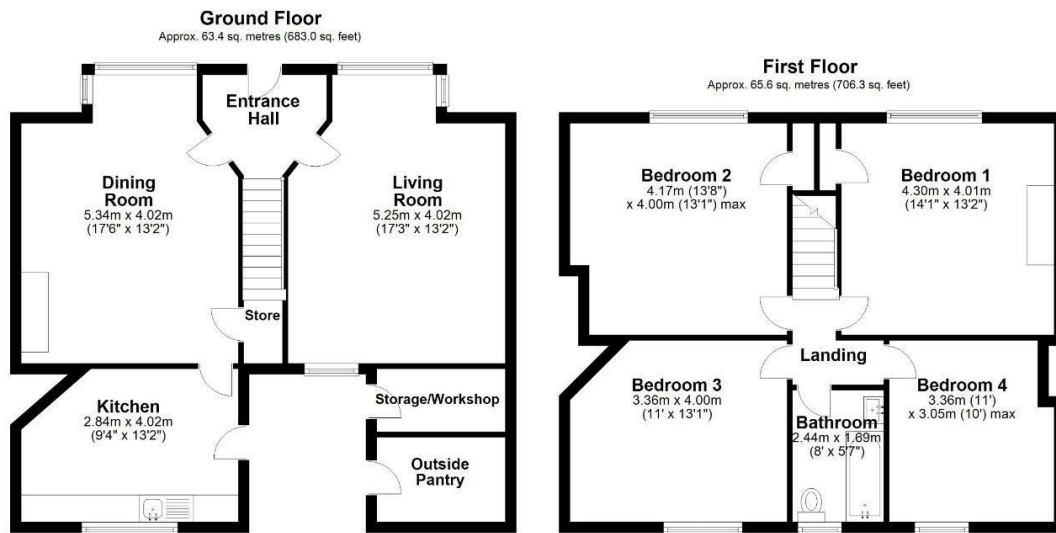 Ground Floor
Approx. 63.4 sq. metres (683.0 sq. feet)
Entrance
Hall
Dining
Room
5.34m x 4.02m
(17'6" x 13'2")
Living
Room
5.25m x 4.02m
(17'3" x 13'2")
Store
Kitchen
2.84m x 4.02m
(9'4" x 13'2")
Storage/Workshop
Outside
Pantry
First Floor
Approx. 65.6 sq. metres (706.3 sq. feet)
Bedroom 2
4.17m (13'8")
x 4.00m (13'1") max
Bedroom 1
4.30m x 4.01m
(14'1" x 13'2")
Landing
Bedroom 3
3.36m x 4.00m
(11' x 13'1")
Bathroom
2.44m x 1.69m
(8' x 5'7")
Bedroom 4
3.36m (11')
x 3.05m (10') max